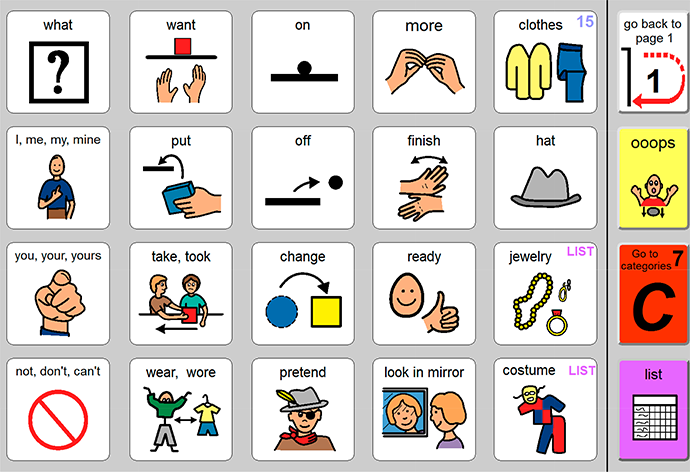 what
want
on
more
clothes 15
go back to
page 1
?
1
I, me, my, mine
put
off
finish
hat
ooops
you, your, yours
take, took
change
ready
jewelry LIST
Go to
categories 7
C
not, don't, can't
wear, wore
pretend
look in mirror
costume LIST
list